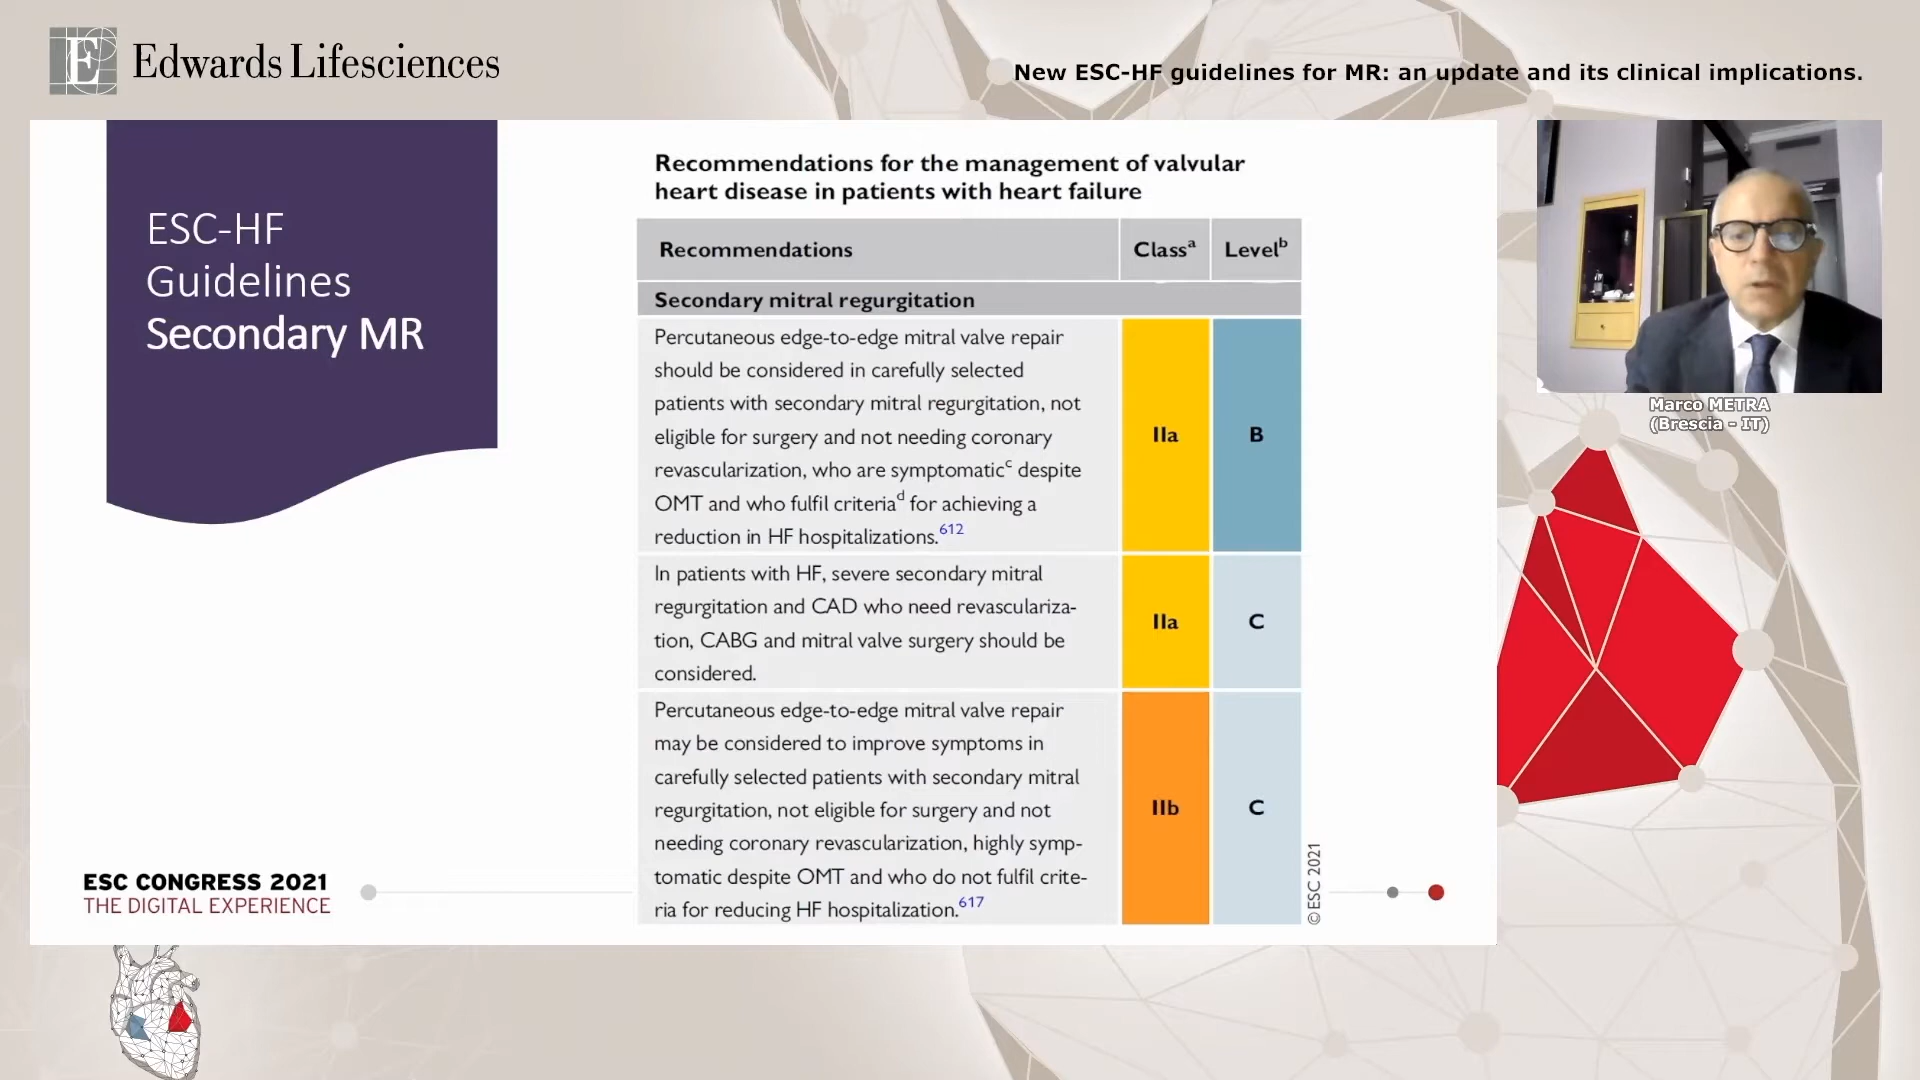 E
Edwards Lifesciences
New ESC-HF guidelines for MR: an update and its clinical implications.
ESC-HF
Guidelines
Secondary MR
Recommendations for the management of valvular
heart disease in patients with heart failure
Recommendations Classᵃ Levelᵇ
Secondary mitral regurgitation
Percutaneous edge-to-edge mitral valve repair
should be considered in carefully selected
patients with secondary mitral regurgitation, not
eligible for surgery and not needing coronary
revascularization, who are symptomaticᶜ despite
OMT and who fulfil criteriaᵈ for achieving a
reduction in HF hospitalizations.⁶¹²
IIa B
In patients with HF, severe secondary mitral
regurgitation and CAD who need revasculariza-
tion, CABG and mitral valve surgery should be
considered.
IIa C
Percutaneous edge-to-edge mitral valve repair
may be considered to improve symptoms in
carefully selected patients with secondary mitral
regurgitation, not eligible for surgery and not
needing coronary revascularization, highly symp-
tomatic despite OMT and who do not fulfil crite-
ria for reducing HF hospitalization.⁶¹⁷
IIb C
©ESC 2021
ESC CONGRESS 2021
THE DIGITAL EXPERIENCE
Marco METRA
(Brescia - IT)